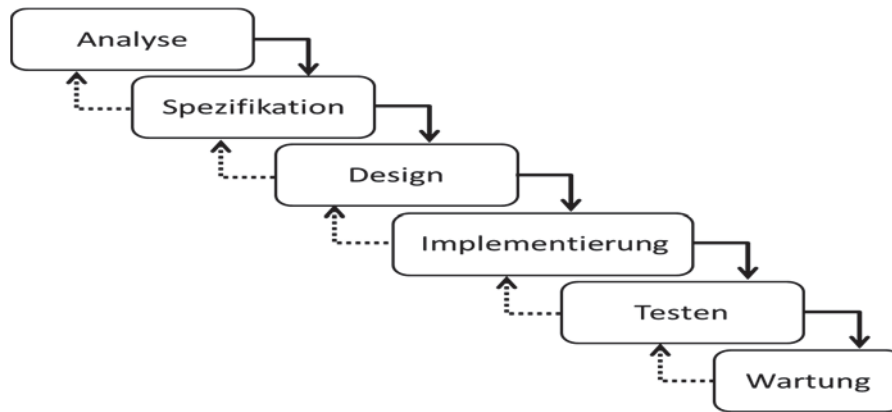 Analyse
Spezifikation
Design
Implementierung
Testen
Wartung